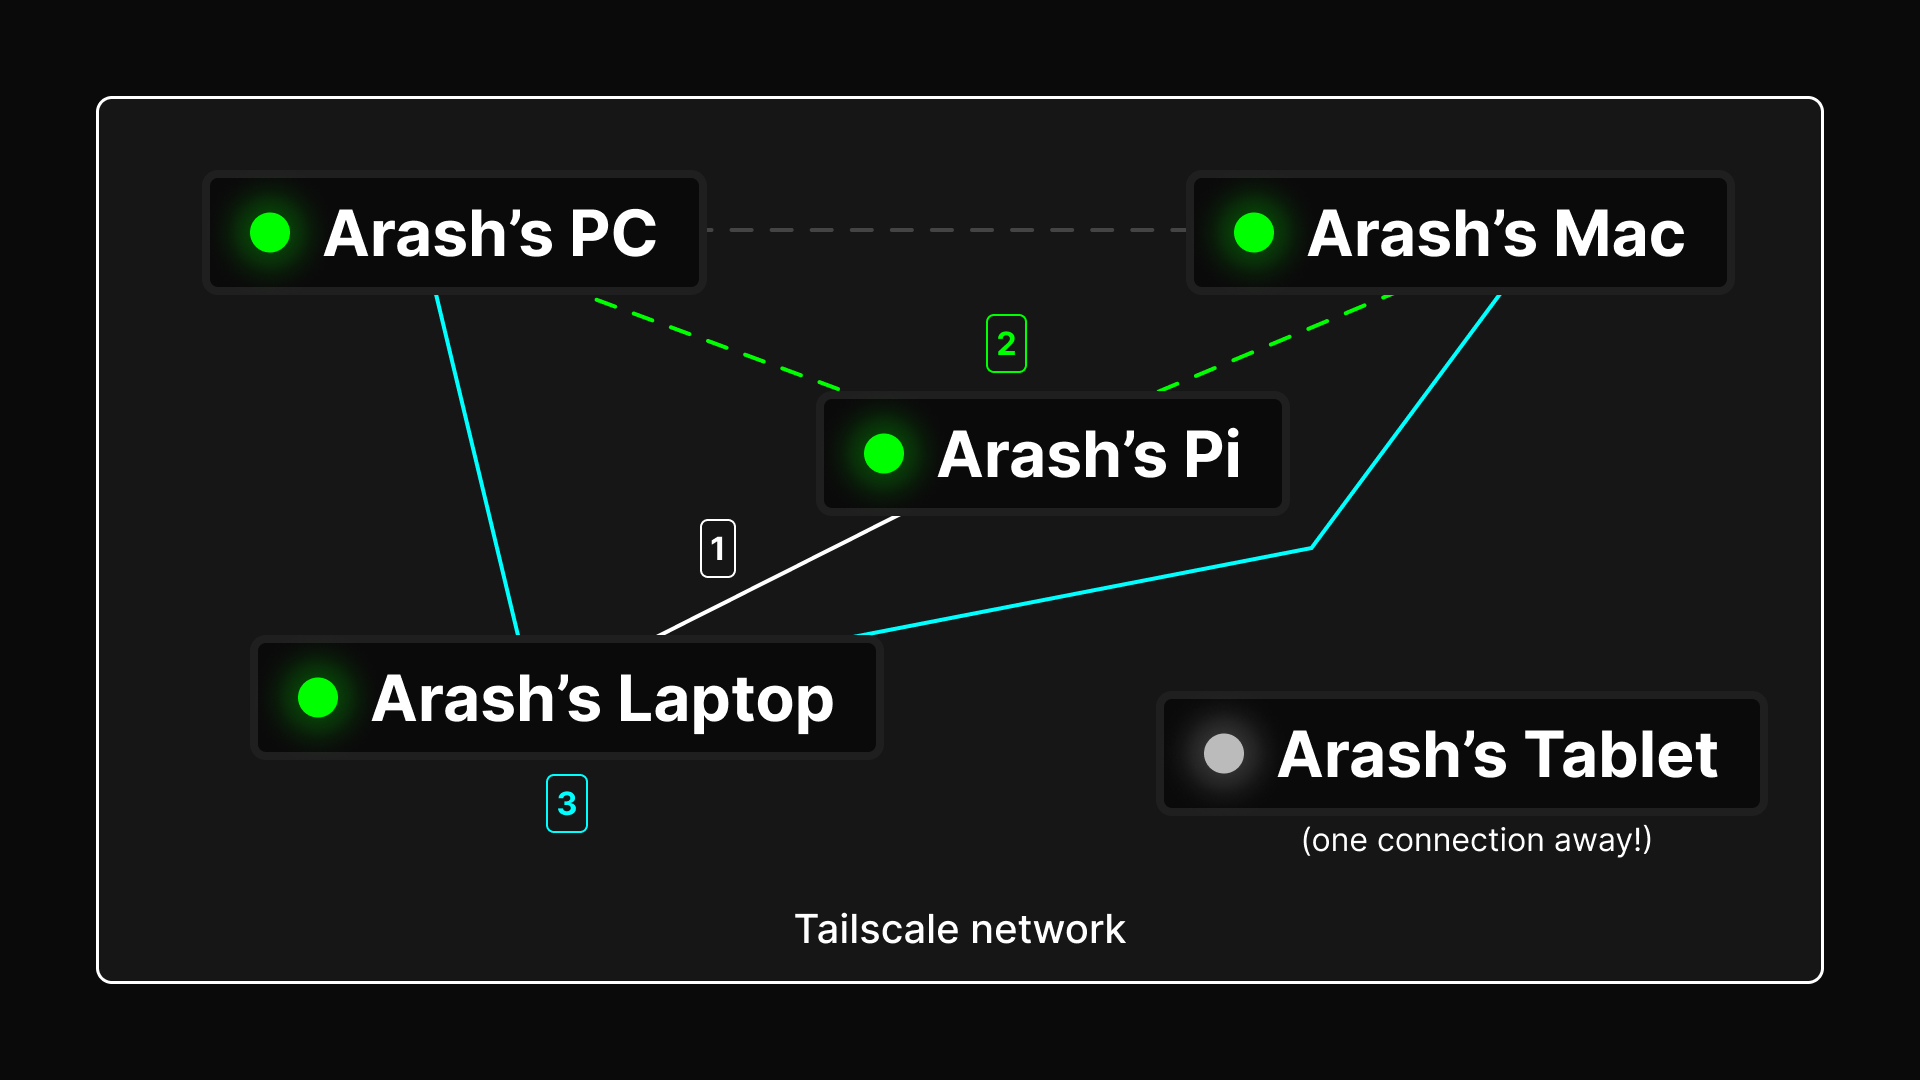 Arash’s PC
Arash’s Mac
2
Arash’s Pi
1
Arash’s Laptop
3
Arash’s Tablet
(one connection away!)
Tailscale network